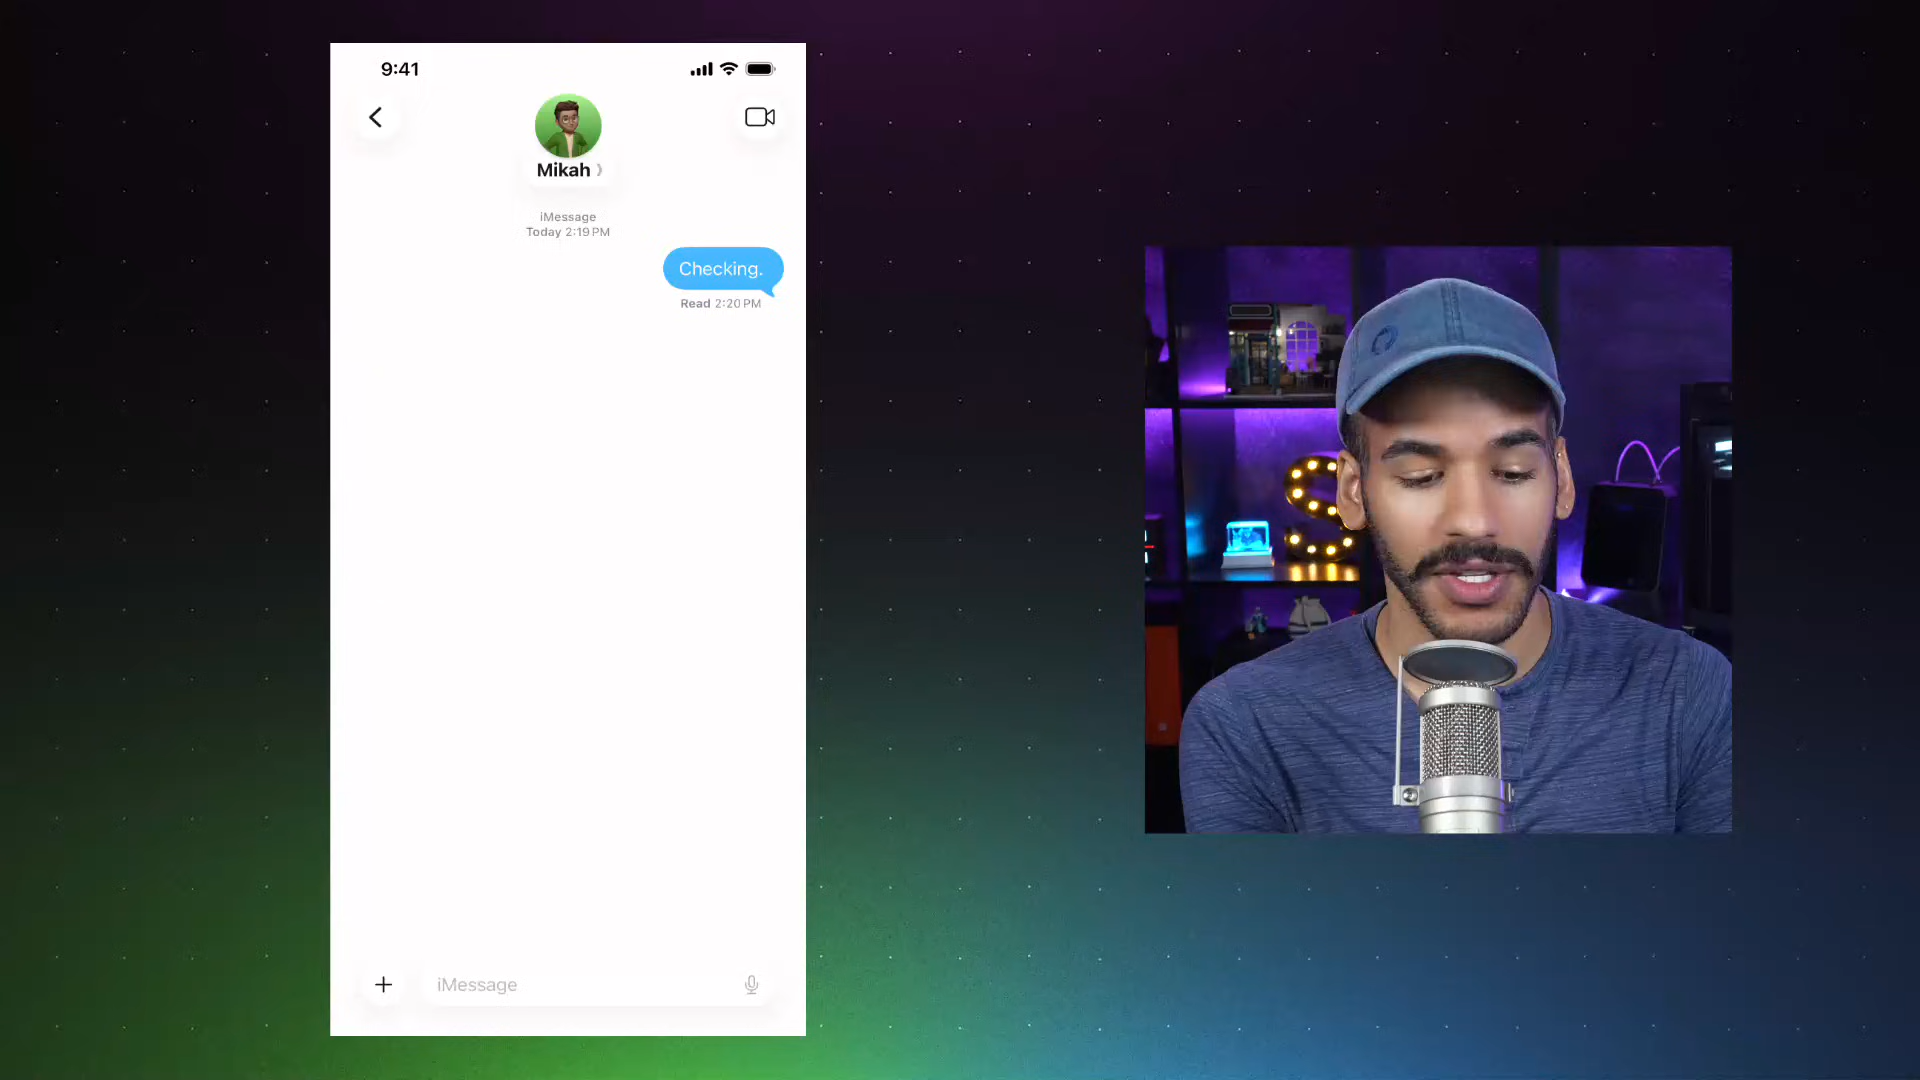 9:41
Mikah
iMessage
Today 2:19 PM
Checking.
Read 2:20 PM
iMessage
S